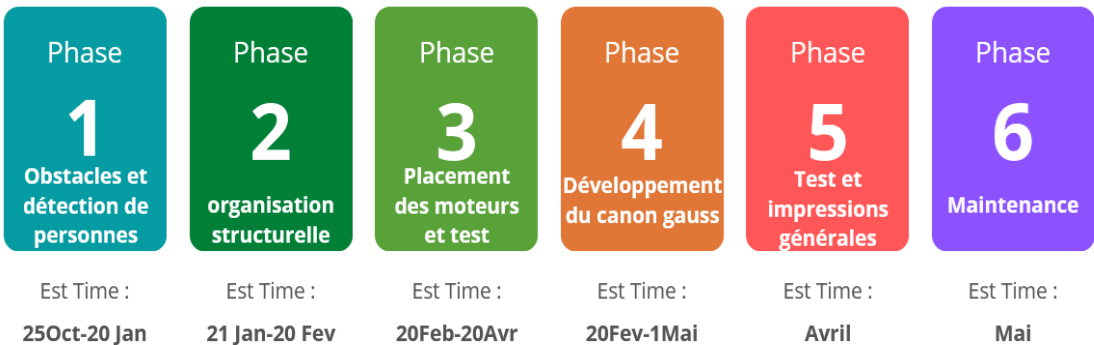 Phase
1
Obstacles et
détection de
personnes
Est Time :
25Oct-20 Jan
Phase
2
organisation
structurelle
Est Time :
21 Jan-20 Fev
Phase
3
Placement
des moteurs
et test
Est Time :
20Feb-20Avr
Phase
4
Développement
du canon gauss
Est Time :
20Fev-1Mai
Phase
5
Test et
impressions
générales
Est Time :
Avril
Phase
6
Maintenance
Est Time :
Mai